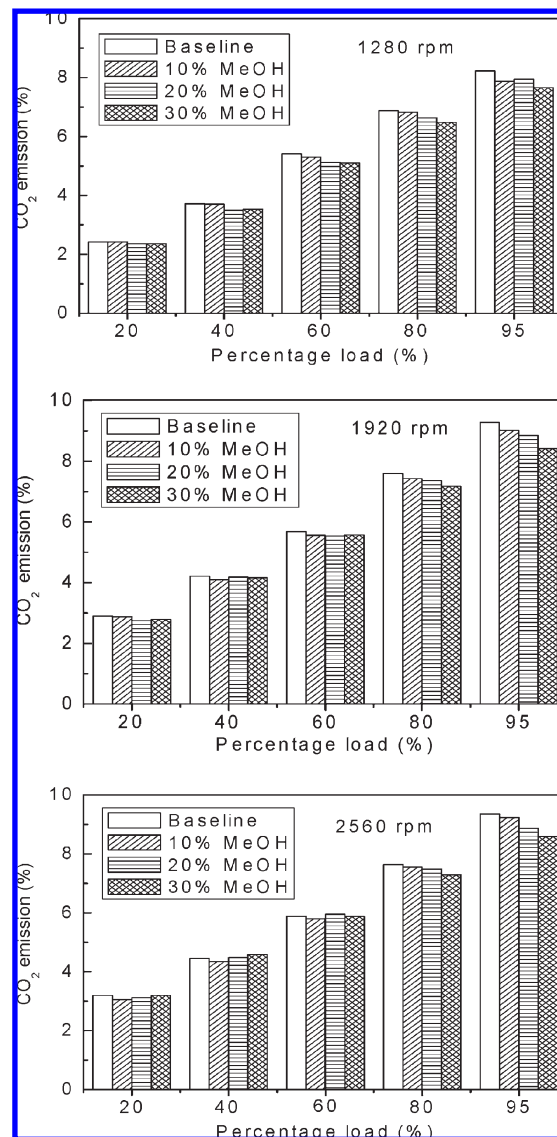 10
8
6
4
2
0
CO2 emission (%)
Baseline
10% MeOH
20% MeOH
30% MeOH
1280 rpm
20 40 60 80 95
Percentage load (%)
10
8
6
4
2
0
CO2 emission (%)
Baseline
10% MeOH
20% MeOH
30% MeOH
1920 rpm
20 40 60 80 95
Percentage load (%)
10
8
6
4
2
0
CO2 emission (%)
Baseline
10% MeOH
20% MeOH
30% MeOH
2560 rpm
20 40 60 80 95
Percentage load (%)